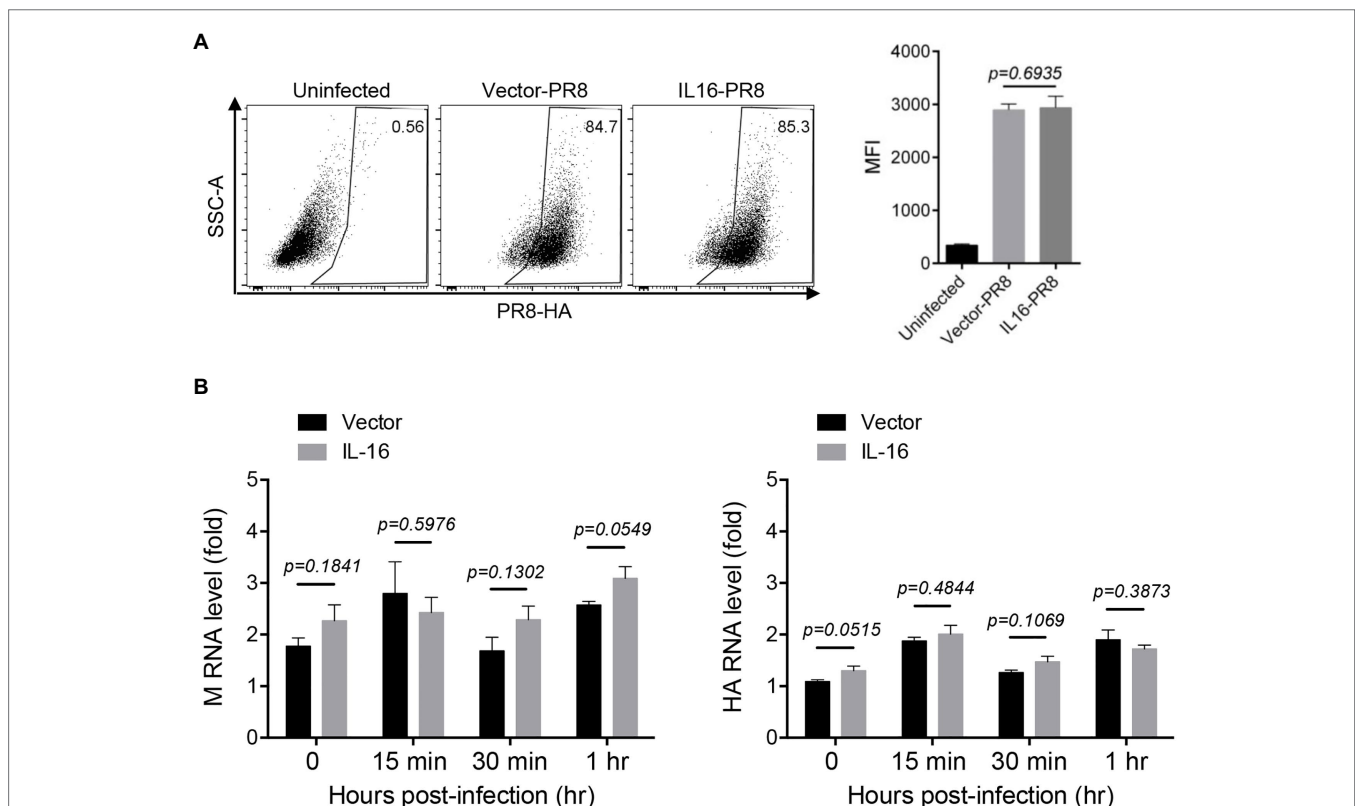 A
Uninfected
Vector-PR8
IL16-PR8
0.56
84.7
85.3
SSC-A
PR8-HA
4000
3000
2000
1000
0
MFI
p=0.6935
Uninfected
Vector-PR8
IL16-PR8
B
Vector
IL-16
5
4
3
2
1
0
M RNA level (fold)
p=0.1841
p=0.5976
p=0.1302
p=0.0549
0
15 min
30 min
1 hr
Hours post-infection (hr)
Vector
IL-16
5
4
3
2
1
0
HA RNA level (fold)
p=0.0515
p=0.4844
p=0.1069
p=0.3873
0
15 min
30 min
1 hr
Hours post-infection (hr)